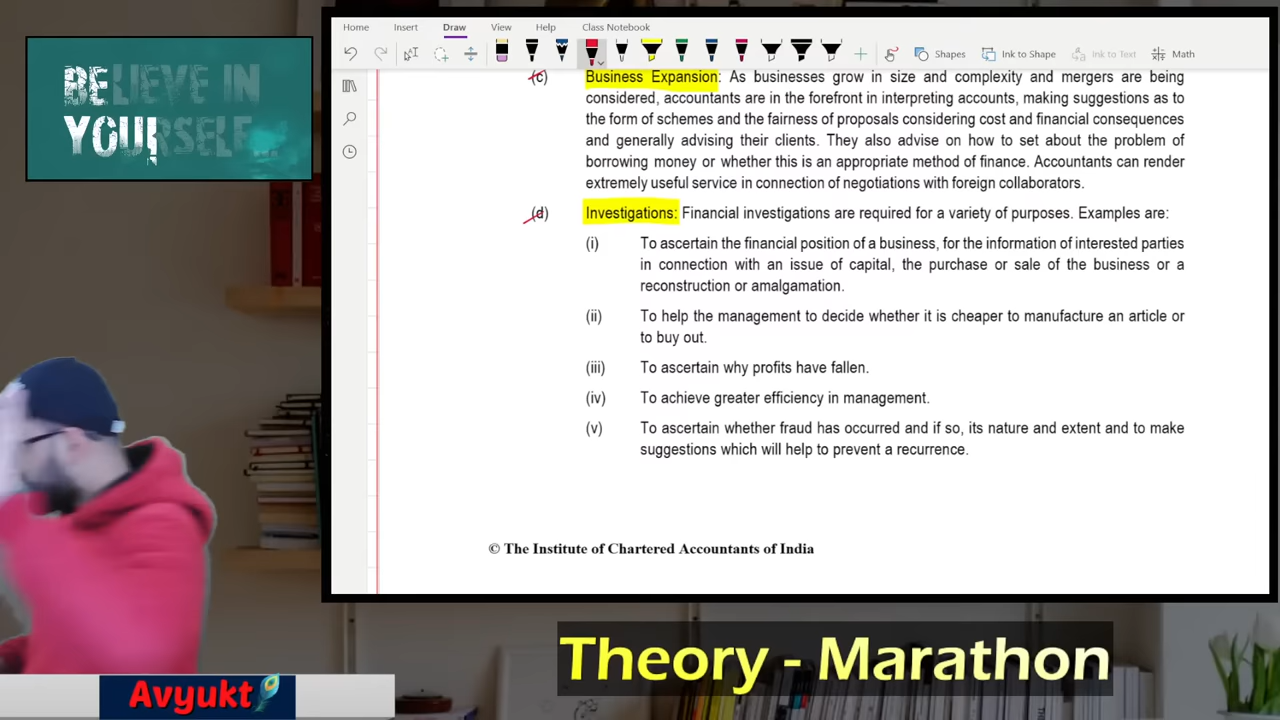 BELIEVE IN
YOURSELF...
Home Insert Draw View Help Class Notebook
Shapes Ink to Shape Ink to Text Math
(c) Business Expansion: As businesses grow in size and complexity and mergers are being
considered, accountants are in the forefront in interpreting accounts, making suggestions as to
the form of schemes and the fairness of proposals considering cost and financial consequences
and generally advising their clients. They also advise on how to set about the problem of
borrowing money or whether this is an appropriate method of finance. Accountants can render
extremely useful service in connection of negotiations with foreign collaborators.
(d) Investigations: Financial investigations are required for a variety of purposes. Examples are:
(i) To ascertain the financial position of a business, for the information of interested parties
in connection with an issue of capital, the purchase or sale of the business or a
reconstruction or amalgamation.
(ii) To help the management to decide whether it is cheaper to manufacture an article or
to buy out.
(iii) To ascertain why profits have fallen.
(iv) To achieve greater efficiency in management.
(v) To ascertain whether fraud has occurred and if so, its nature and extent and to make
suggestions which will help to prevent a recurrence.
© The Institute of Chartered Accountants of India
Theory - Marathon
Avyukt